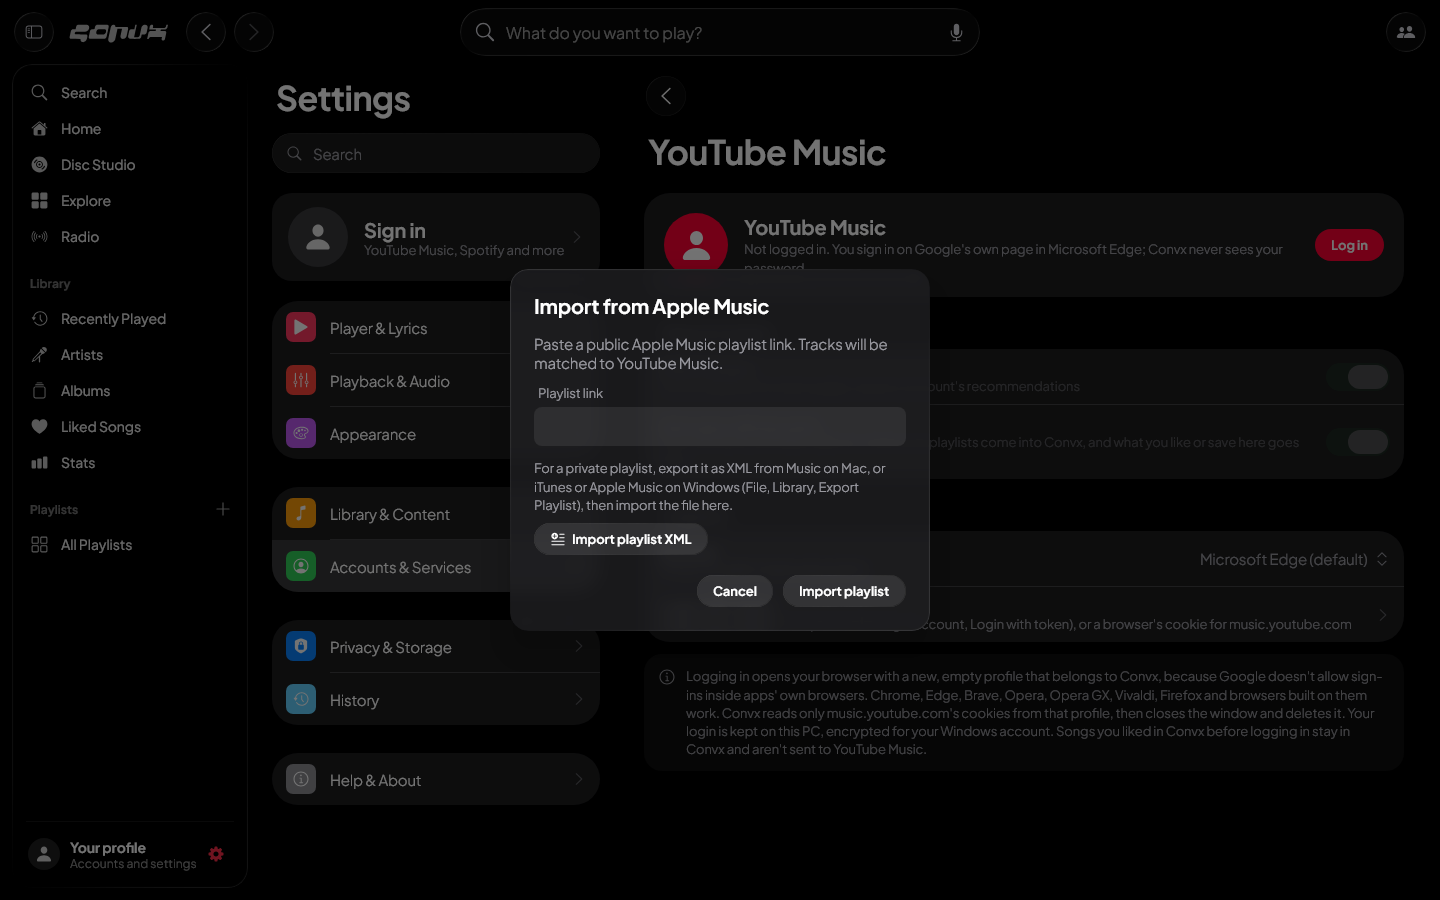 convx
What do you want to play?
Search
Home
Disc Studio
Explore
Radio
Library
Recently Played
Artists
Albums
Liked Songs
Stats
Playlists
All Playlists
Your profile
Accounts and settings
Settings
Search
Sign in
YouTube Music, Spotify and more
Player & Lyrics
Playback & Audio
Appearance
Library & Content
Accounts & Services
Privacy & Storage
History
Help & About
YouTube Music
YouTube Music
Not logged in. You sign in on Google's own page in Microsoft Edge; Convx never sees your
password.
Log in
Import from Apple Music
Paste a public Apple Music playlist link. Tracks will be
matched to YouTube Music.
Playlist link
For a private playlist, export it as XML from Music on Mac, or
iTunes or Apple Music on Windows (File, Library, Export
Playlist), then import the file here.
Import playlist XML
Cancel
Import playlist
recommendations
playlists come into Convx, and what you like or save here goes
Microsoft Edge (default)
Login with token), or a browser's cookie for music.youtube.com
Logging in opens your browser with a new, empty profile that belongs to Convx, because Google doesn't allow sign-
ins inside apps' own browsers. Chrome, Edge, Brave, Opera, Opera GX, Vivaldi, Firefox and browsers built on them
work. Convx reads only music.youtube.com's cookies from that profile, then closes the window and deletes it. Your
login is kept on this PC, encrypted for your Windows account. Songs you liked in Convx before logging in stay in
Convx and aren't sent to YouTube Music.